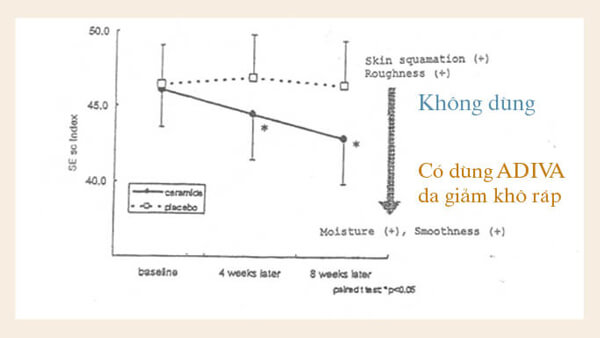 50.0
45.0
40.0
SE sc Index
ceramide
placebo
*
*
baseline
4 weeks later
8 weeks later
paired t test *p<0.05
Skin squamation (+)
Roughness (+)
Không dùng
Có dùng ADIVA
da giảm khô ráp
Moisture (+), Smoothness (+)